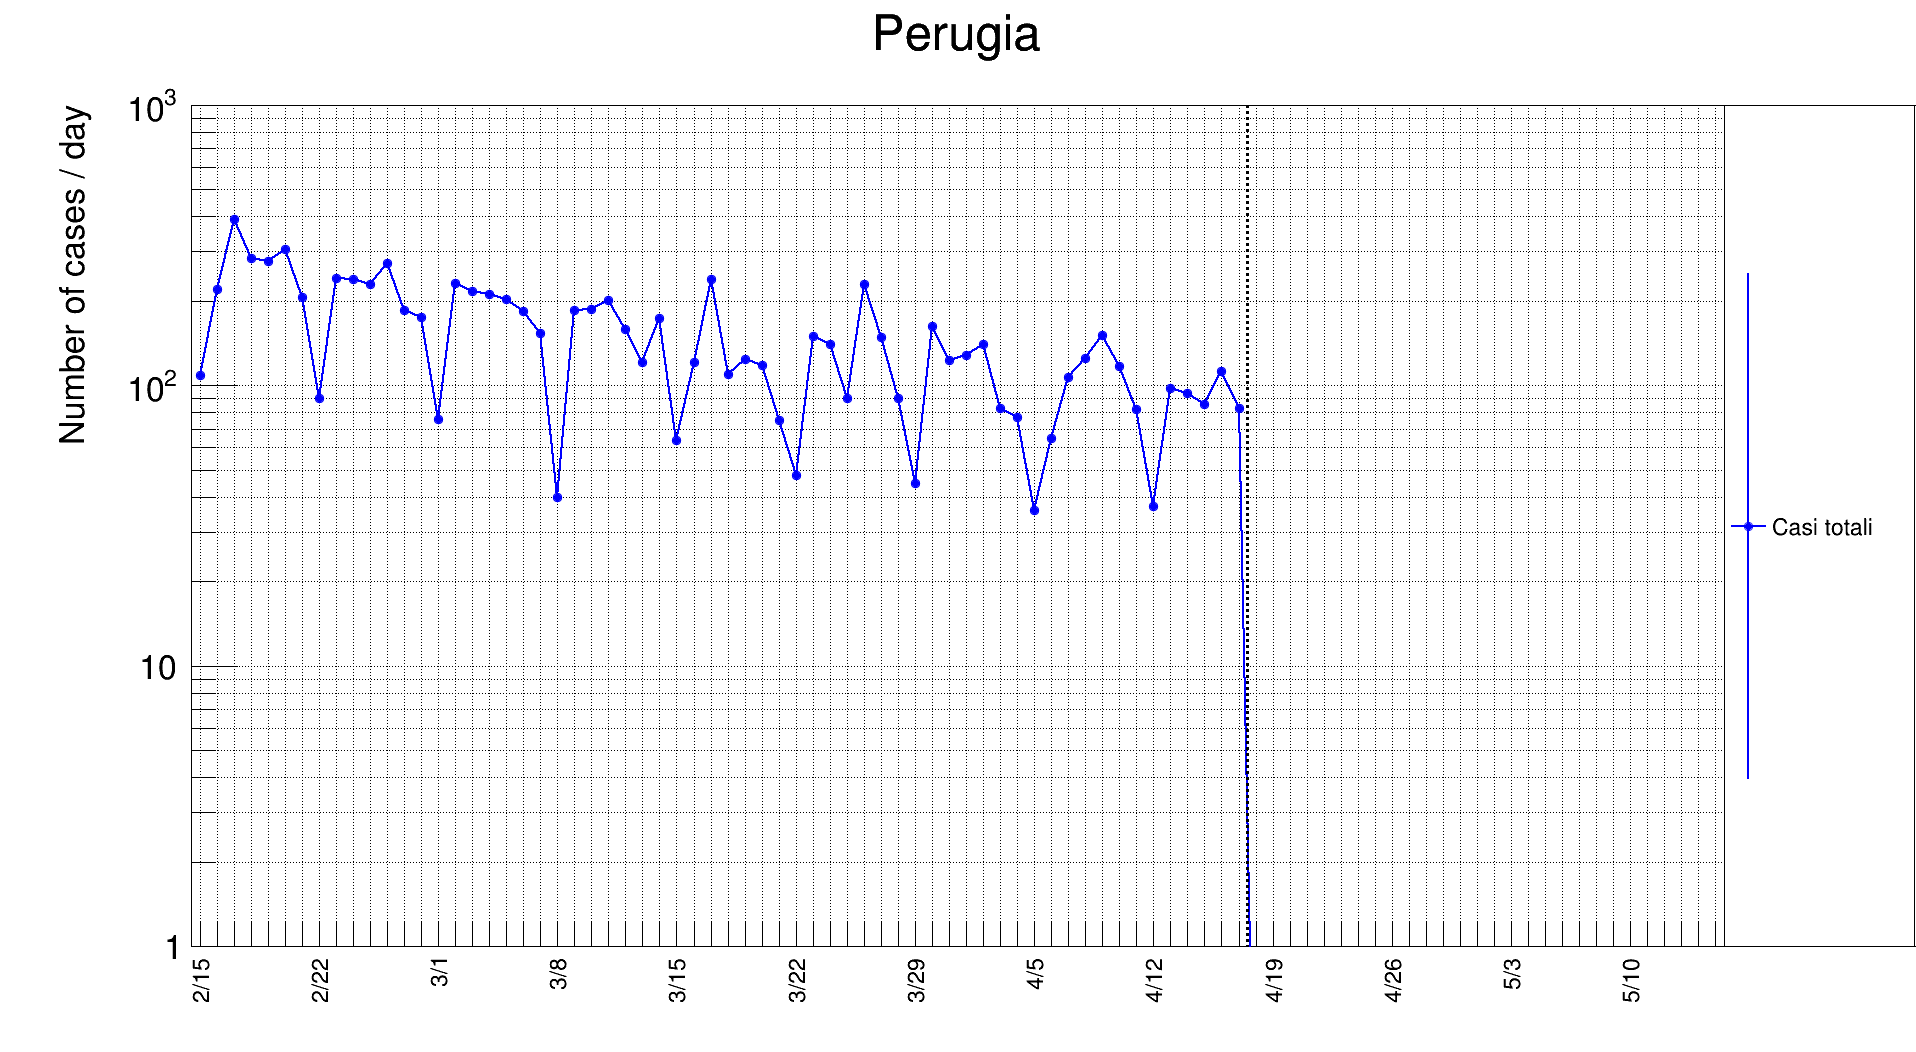 Perugia
Number of cases / day
10³
10²
10
1
2/15 2/22 3/1 3/8 3/15 3/22 3/29 4/5 4/12 4/19 4/26 5/3 5/10
Casi totali